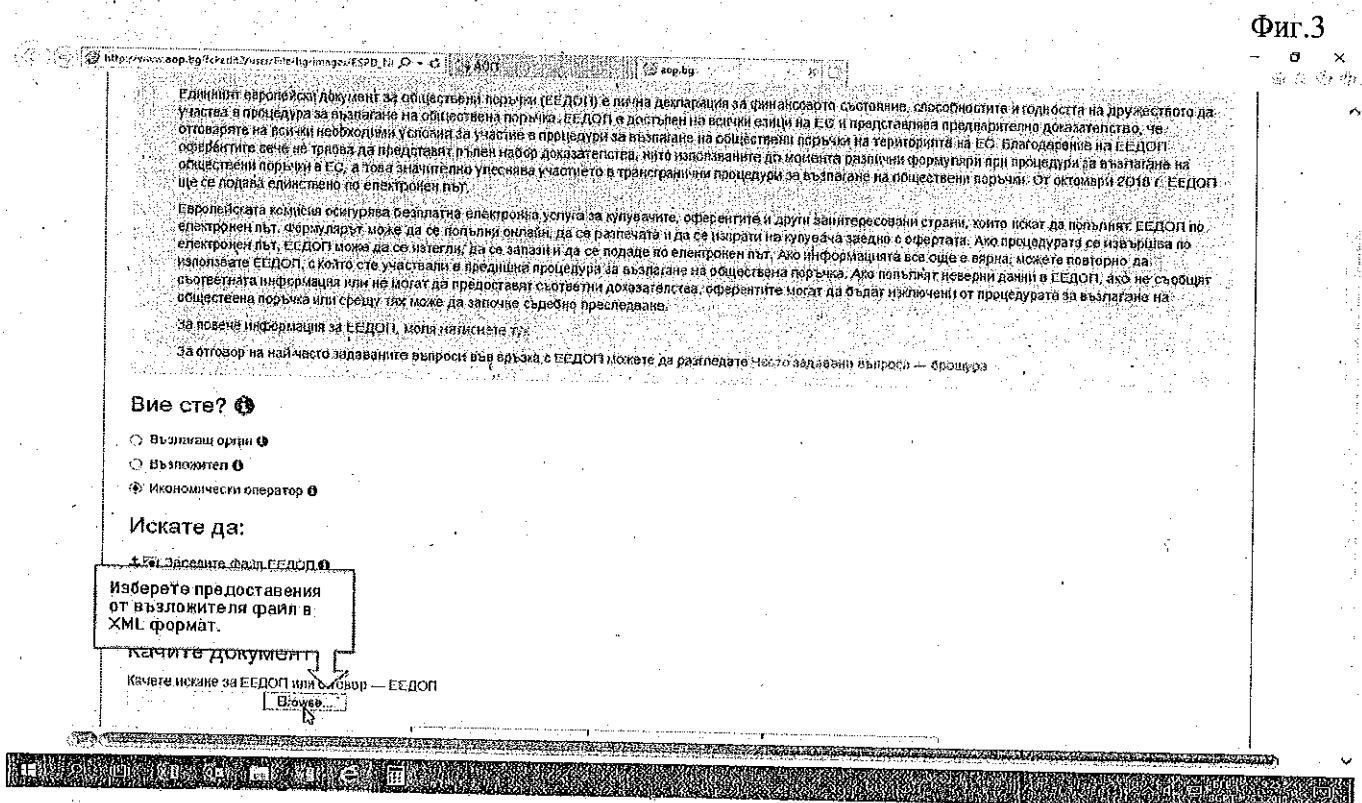 Фиг.3
АОП
aop.bg
Единният европейски документ за обществени поръчки (ЕЕДОП) е лична декларация за финансовото състояние, способностите и годността на дружеството да
участва в процедура за възлагане на обществена поръчка. ЕЕДОП е достъпен на всички езици на ЕС и представлява предварително доказателство, че
отговаряте на всички необходими условия за участие в процедури за възлагане на обществени поръчки на територията на ЕС. Благодарение на ЕЕДОП
оферентите вече не трябва да представят пълен набор доказателства, нито използваните до момента различни формуляри при процедури за възлагане на
обществени поръчки в ЕС, а това значително улеснява участието в трансгранични процедури за възлагане на обществени поръчки. От октомври 2018 г. ЕЕДОП
ще се подава единствено по електронен път.
Европейската комисия осигурява безплатна електронна услуга за купувачите, оферентите и други заинтересовани страни, които искат да попълнят ЕЕДОП по
електронен път. Формулярът може да се попълни онлайн, да се разпечата и да се изпрати на купувача заедно с офертата. Ако процедурата се извършва по
електронен път, ЕЕДОП може да се изтегли, да се запази и да се подаде по електронен път. Ако информацията все още е вярна, можете повторно да
използвате ЕЕДОП, с който сте участвали в предишна процедура за възлагане на обществена поръчка. Ако попълнят неверни данни в ЕЕДОП, ако не съобщят
съответната информация или не могат да предоставят съответни доказателства, оферентите могат да бъдат изключени от процедурата за възлагане на
обществена поръчка или срещу тях може да започне съдебно преследване.
За повече информация за ЕЕДОП, моля натиснете тук
За отговор на най-често задаваните въпроси във връзка с ЕЕДОП можете да разгледате Често задавани въпроси — брошура
Вие сте?
Възлагащ орган
Възложител
Икономически оператор
Искате да:
Заредите файл ЕЕДОП
Изберете предоставения
от възложителя файл в
XML формат.
Качите документ
Качете искане за ЕЕДОП или отговор — ЕЕДОП
Browse...